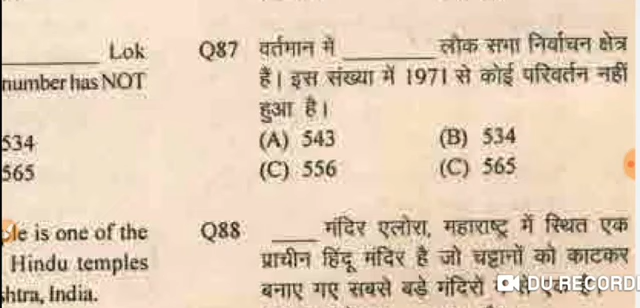 Lok
number has NOT
534
565
le is one of the
Hindu temples
htra, India.
Q87 वर्तमान में ________ लोक सभा निर्वाचन क्षेत्र
हैं। इस संख्या में 1971 से कोई परिवर्तन नहीं
हुआ है।
(A) 543 (B) 534
(C) 556 (C) 565
Q88 ____ मंदिर एलोरा, महाराष्ट्र में स्थित एक
प्राचीन हिंदू मंदिर है जो चट्टानों को काटकर
बनाए गए सबसे बड़े मंदिरों
DU RECORD